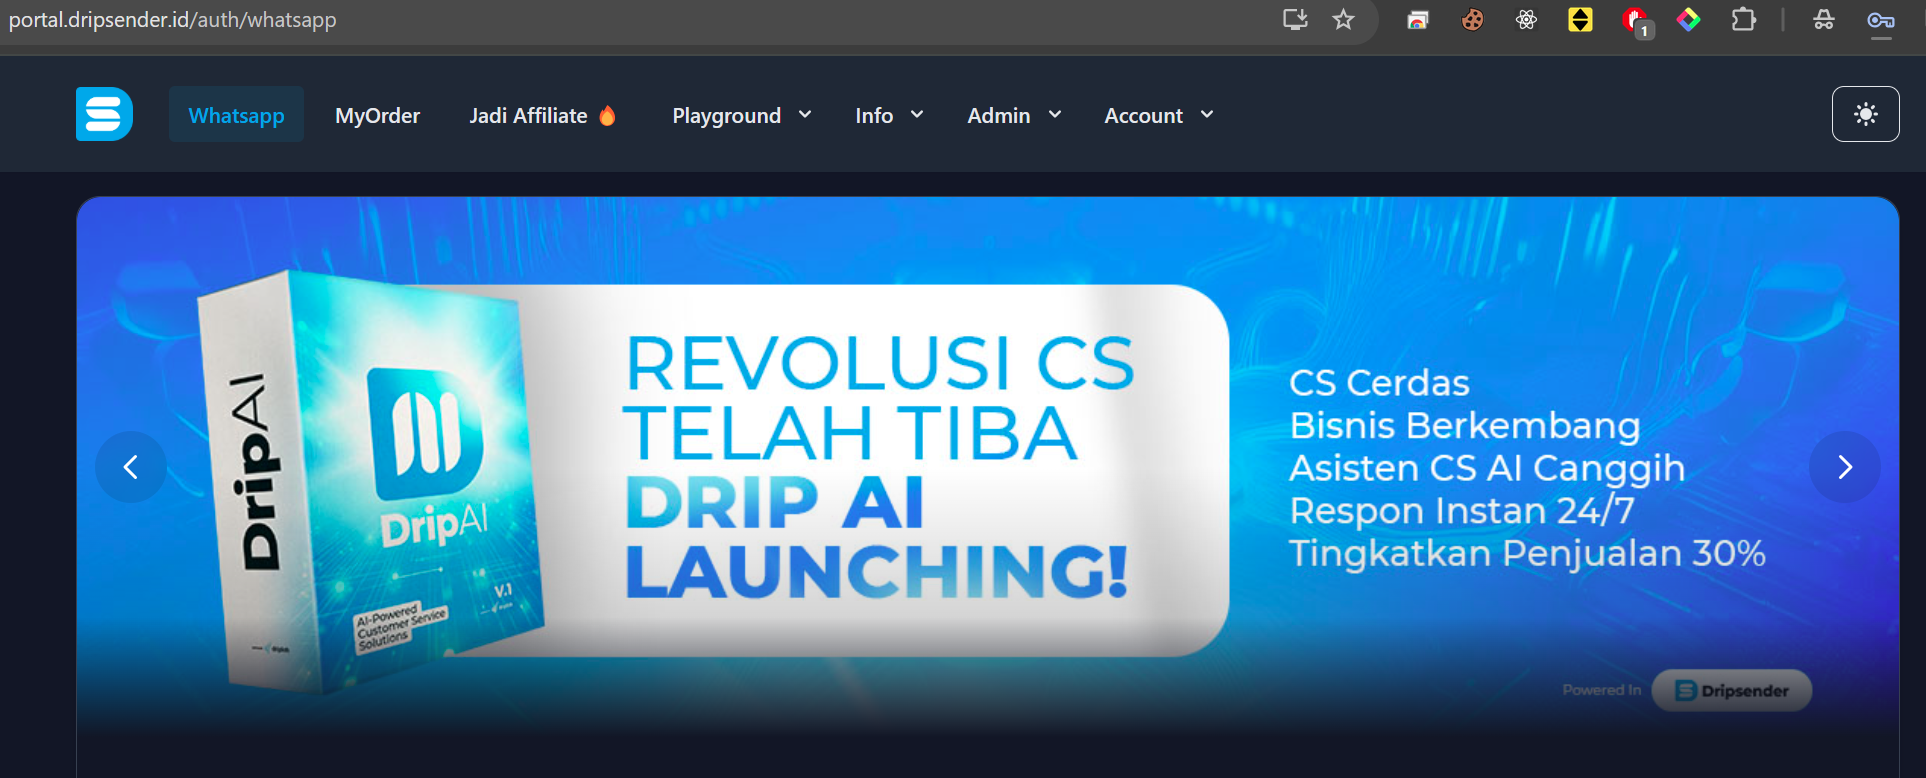 portal.dripsender.id/auth/whatsapp
1
Whatsapp
MyOrder
Jadi Affiliate
Playground
Info
Admin
Account
DripAI
DripAI
V.1
AI-Powered
Customer Service
Solutions
REVOLUSI CS
TELAH TIBA
DRIP AI
LAUNCHING!
CS Cerdas
Bisnis Berkembang
Asisten CS AI Canggih
Respon Instan 24/7
Tingkatkan Penjualan 30%
Powered In
Dripsender